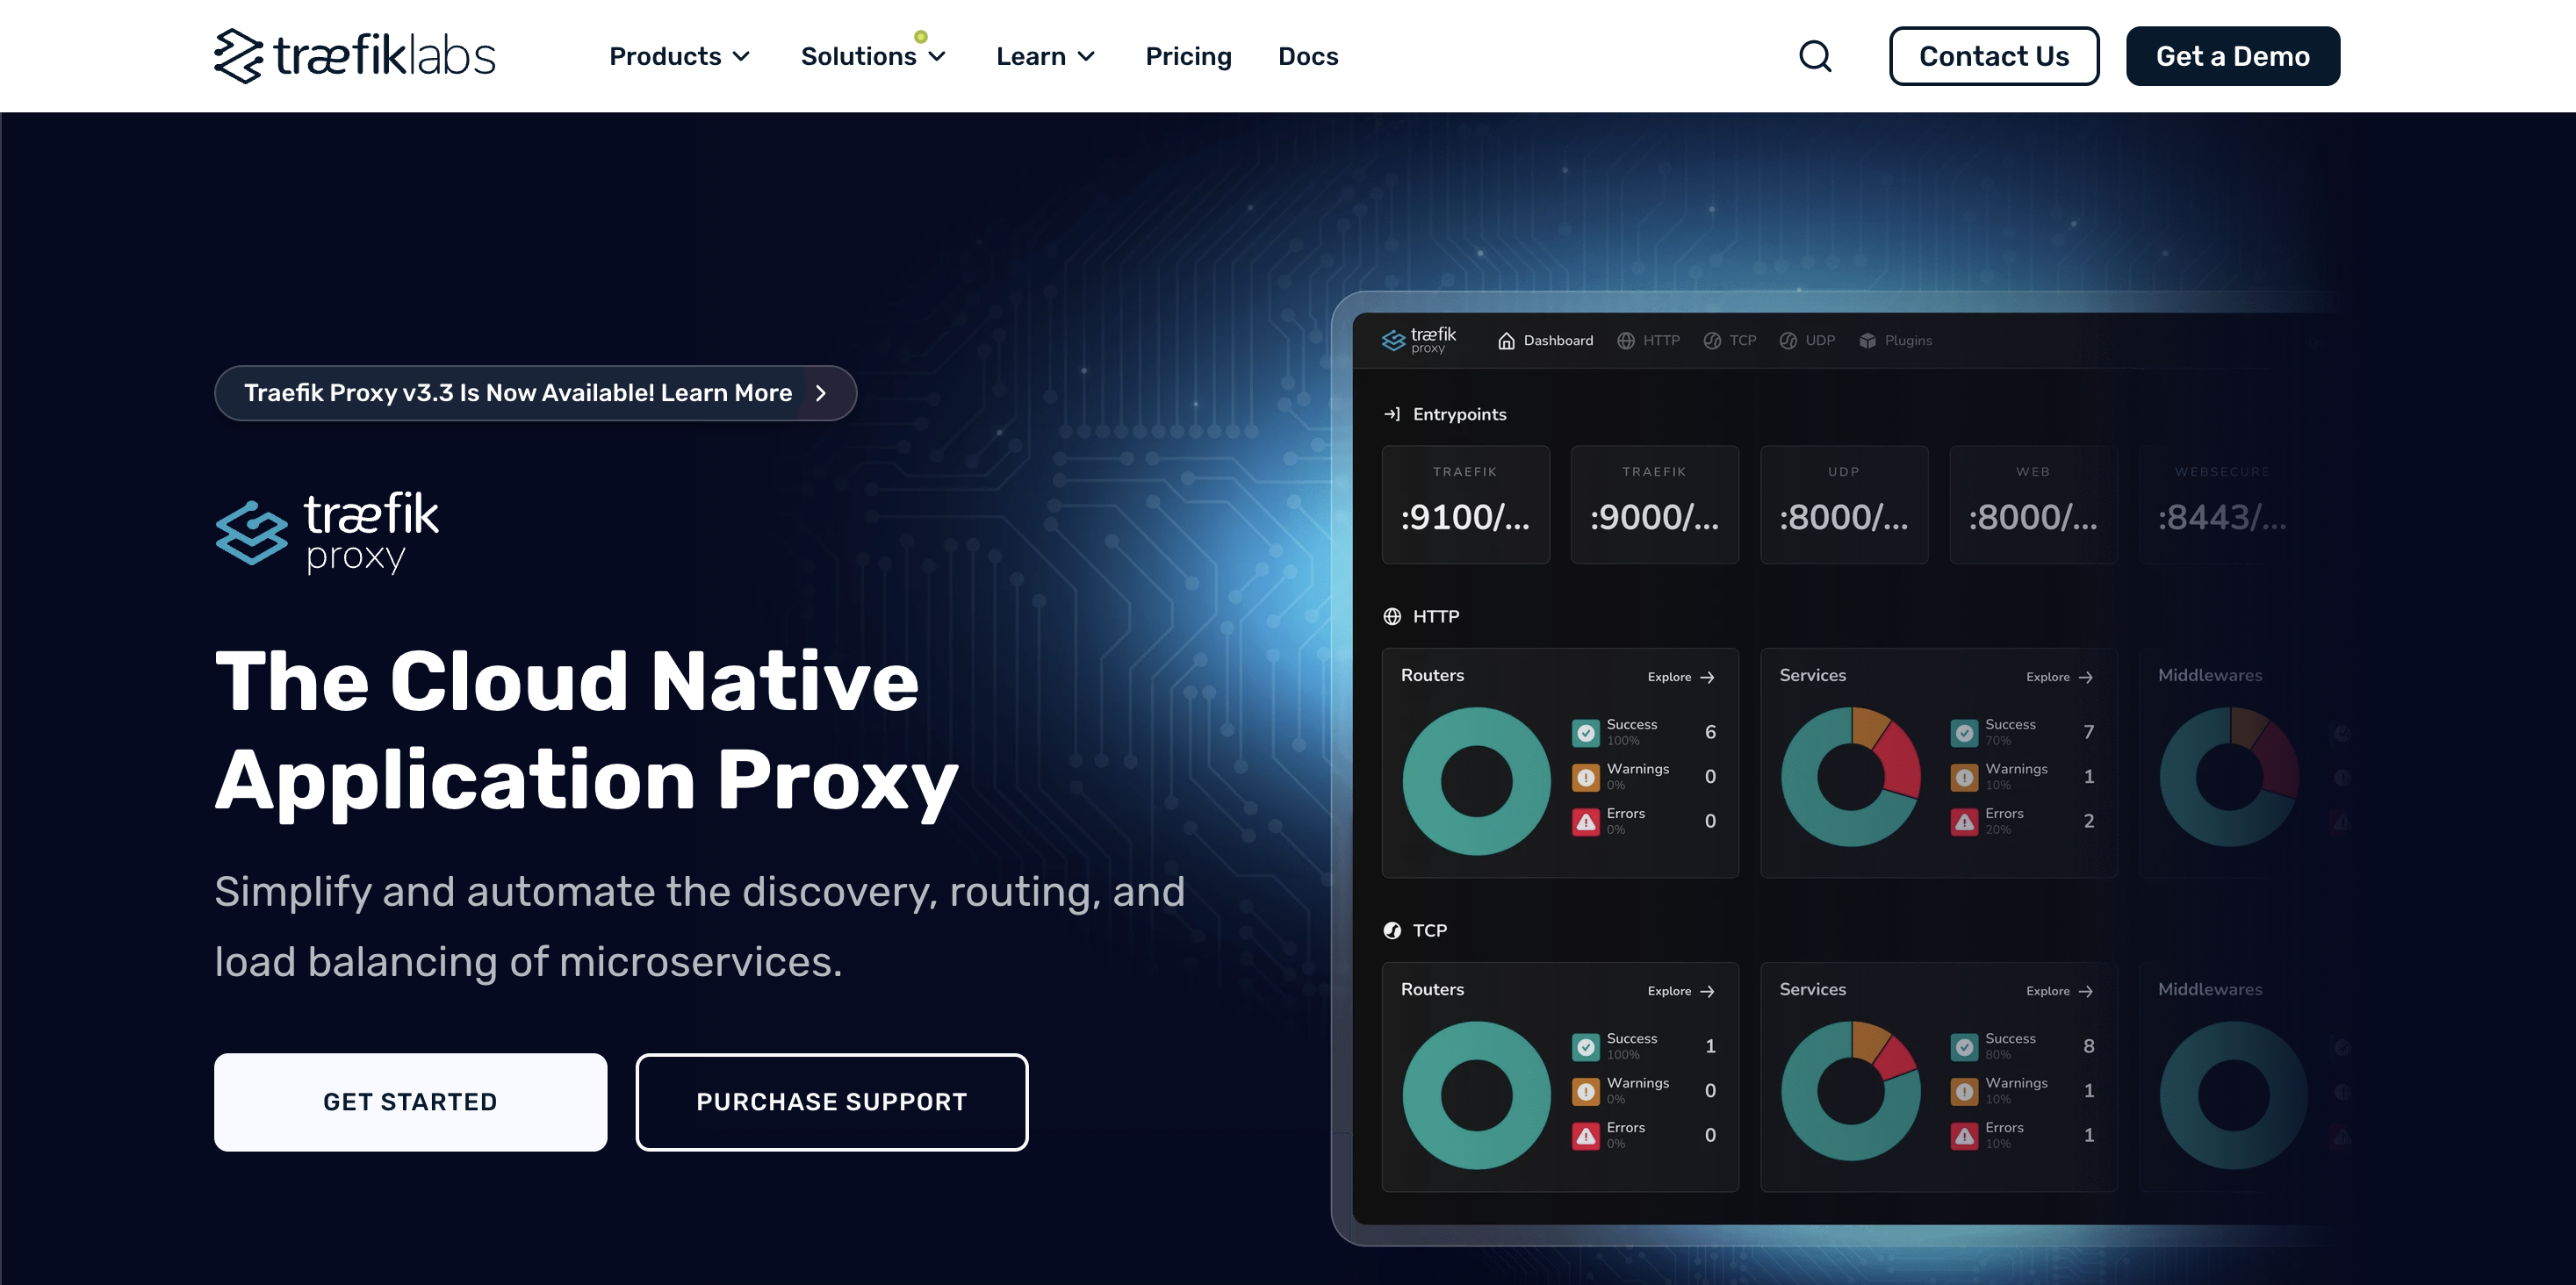 træfiklabs
Products
Solutions
Learn
Pricing
Docs
Contact Us
Get a Demo
Traefik Proxy v3.3 Is Now Available! Learn More
træfik
proxy
The Cloud Native
Application Proxy
Simplify and automate the discovery, routing, and
load balancing of microservices.
GET STARTED
PURCHASE SUPPORT
træfik
proxy
Dashboard
HTTP
TCP
UDP
Plugins
Entrypoints
TRAEFIK
:9100/...
TRAEFIK
:9000/...
UDP
:8000/...
WEB
:8000/...
WEBSECURE
:8443/...
HTTP
Routers
Explore
Success
100%
6
Warnings
0%
0
Errors
0%
0
Services
Explore
Success
70%
7
Warnings
10%
1
Errors
20%
2
Middlewares
TCP
Routers
Explore
Success
100%
1
Warnings
0%
0
Errors
0%
0
Services
Explore
Success
80%
8
Warnings
10%
1
Errors
10%
1
Middlewares